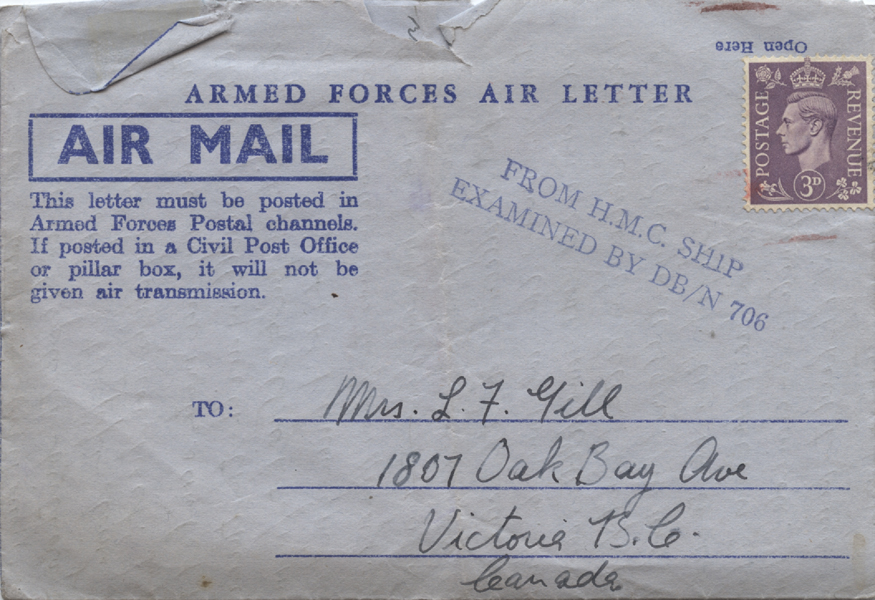 Open Here
ARMED FORCES AIR LETTER
AIR MAIL
This letter must be posted in
Armed Forces Postal channels.
If posted in a Civil Post Office
or pillar box, it will not be
given air transmission.
POSTAGE
REVENUE
3D
FROM H.M.C. SHIP
EXAMINED BY DB/N 706
TO:
Mrs. L. F. Gill
1807 Oak Bay Ave
Victoria B.C.
Canada